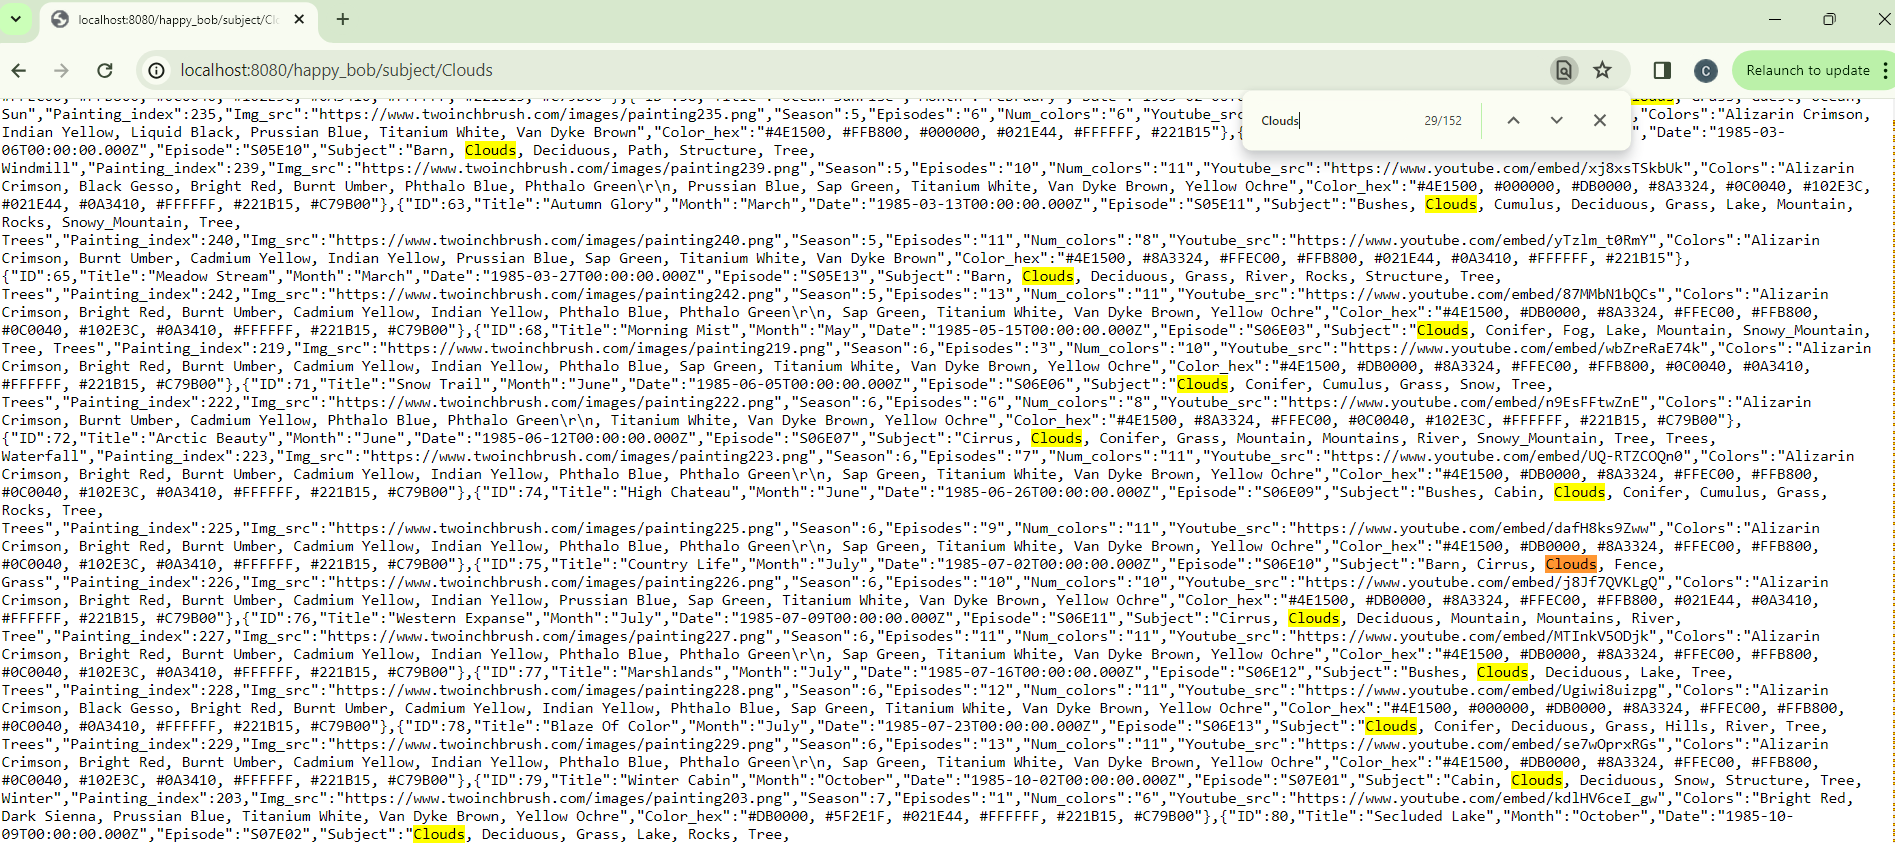 localhost:8080/happy_bob/subject/Clo
localhost:8080/happy_bob/subject/Clouds
C
Relaunch to update
Clouds
29/152
Sun","Painting_index":235,"Img_src":"https://www.twoinchbrush.com/images/painting235.png","Season":5,"Episodes":"6","Num_colors":"6","Youtube_src ","Colors":"Alizarin Crimson,
Indian Yellow, Liquid Black, Prussian Blue, Titanium White, Van Dyke Brown","Color_hex":"#4E1500, #FFB800, #000000, #021E44, #FFFFFF, #221B15"},{ ","Date":"1985-03-
06T00:00:00.000Z","Episode":"S05E10","Subject":"Barn, Clouds, Deciduous, Path, Structure, Tree,
Windmill","Painting_index":239,"Img_src":"https://www.twoinchbrush.com/images/painting239.png","Season":5,"Episodes":"10","Num_colors":"11","Youtube_src":"https://www.youtube.com/embed/xj8xsTSkbUk","Colors":"Alizarin
Crimson, Black Gesso, Bright Red, Burnt Umber, Phthalo Blue, Phthalo Green\r\n, Prussian Blue, Sap Green, Titanium White, Van Dyke Brown, Yellow Ochre","Color_hex":"#4E1500, #000000, #DB0000, #8A3324, #0C0040, #102E3C,
#021E44, #0A3410, #FFFFFF, #221B15, #C79B00"},{"ID":63,"Title":"Autumn Glory","Month":"March","Date":"1985-03-13T00:00:00.000Z","Episode":"S05E11","Subject":"Bushes, Clouds, Cumulus, Deciduous, Grass, Lake, Mountain,
Rocks, Snowy_Mountain, Tree,
Trees","Painting_index":240,"Img_src":"https://www.twoinchbrush.com/images/painting240.png","Season":5,"Episodes":"11","Num_colors":"8","Youtube_src":"https://www.youtube.com/embed/yTzlm_t0RmY","Colors":"Alizarin
Crimson, Burnt Umber, Cadmium Yellow, Indian Yellow, Prussian Blue, Sap Green, Titanium White, Van Dyke Brown","Color_hex":"#4E1500, #8A3324, #FFEC00, #FFB800, #021E44, #0A3410, #FFFFFF, #221B15"},
{"ID":65,"Title":"Meadow Stream","Month":"March","Date":"1985-03-27T00:00:00.000Z","Episode":"S05E13","Subject":"Barn, Clouds, Deciduous, Grass, River, Rocks, Structure, Tree,
Trees","Painting_index":242,"Img_src":"https://www.twoinchbrush.com/images/painting242.png","Season":5,"Episodes":"13","Num_colors":"11","Youtube_src":"https://www.youtube.com/embed/87MMbN1bQCs","Colors":"Alizarin
Crimson, Bright Red, Burnt Umber, Cadmium Yellow, Indian Yellow, Phthalo Blue, Phthalo Green\r\n, Sap Green, Titanium White, Van Dyke Brown, Yellow Ochre","Color_hex":"#4E1500, #DB0000, #8A3324, #FFEC00, #FFB800,
#0C0040, #102E3C, #0A3410, #FFFFFF, #221B15, #C79B00"},{"ID":68,"Title":"Morning Mist","Month":"May","Date":"1985-05-15T00:00:00.000Z","Episode":"S06E03","Subject":"Clouds, Conifer, Fog, Lake, Mountain, Snowy_Mountain,
Tree, Trees","Painting_index":219,"Img_src":"https://www.twoinchbrush.com/images/painting219.png","Season":6,"Episodes":"3","Num_colors":"10","Youtube_src":"https://www.youtube.com/embed/wbZreRaE74k","Colors":"Alizarin
Crimson, Bright Red, Burnt Umber, Cadmium Yellow, Indian Yellow, Phthalo Blue, Sap Green, Titanium White, Van Dyke Brown, Yellow Ochre","Color_hex":"#4E1500, #DB0000, #8A3324, #FFEC00, #FFB800, #0C0040, #0A3410,
#FFFFFF, #221B15, #C79B00"},{"ID":71,"Title":"Snow Trail","Month":"June","Date":"1985-06-05T00:00:00.000Z","Episode":"S06E06","Subject":"Clouds, Conifer, Cumulus, Grass, Snow, Tree,
Trees","Painting_index":222,"Img_src":"https://www.twoinchbrush.com/images/painting222.png","Season":6,"Episodes":"6","Num_colors":"8","Youtube_src":"https://www.youtube.com/embed/n9EsFFtwZnE","Colors":"Alizarin
Crimson, Burnt Umber, Cadmium Yellow, Phthalo Blue, Phthalo Green\r\n, Titanium White, Van Dyke Brown, Yellow Ochre","Color_hex":"#4E1500, #8A3324, #FFEC00, #0C0040, #102E3C, #FFFFFF, #221B15, #C79B00"},
{"ID":72,"Title":"Arctic Beauty","Month":"June","Date":"1985-06-12T00:00:00.000Z","Episode":"S06E07","Subject":"Cirrus, Clouds, Conifer, Grass, Mountain, Mountains, River, Snowy_Mountain, Tree, Trees,
Waterfall","Painting_index":223,"Img_src":"https://www.twoinchbrush.com/images/painting223.png","Season":6,"Episodes":"7","Num_colors":"11","Youtube_src":"https://www.youtube.com/embed/UQ-RTZCOQn0","Colors":"Alizarin
Crimson, Bright Red, Burnt Umber, Cadmium Yellow, Indian Yellow, Phthalo Blue, Phthalo Green\r\n, Sap Green, Titanium White, Van Dyke Brown, Yellow Ochre","Color_hex":"#4E1500, #DB0000, #8A3324, #FFEC00, #FFB800,
#0C0040, #102E3C, #0A3410, #FFFFFF, #221B15, #C79B00"},{"ID":74,"Title":"High Chateau","Month":"June","Date":"1985-06-26T00:00:00.000Z","Episode":"S06E09","Subject":"Bushes, Cabin, Clouds, Conifer, Cumulus, Grass,
Rocks, Tree,
Trees","Painting_index":225,"Img_src":"https://www.twoinchbrush.com/images/painting225.png","Season":6,"Episodes":"9","Num_colors":"11","Youtube_src":"https://www.youtube.com/embed/dafH8ks9Zww","Colors":"Alizarin
Crimson, Bright Red, Burnt Umber, Cadmium Yellow, Indian Yellow, Phthalo Blue, Phthalo Green\r\n, Sap Green, Titanium White, Van Dyke Brown, Yellow Ochre","Color_hex":"#4E1500, #DB0000, #8A3324, #FFEC00, #FFB800,
#0C0040, #102E3C, #0A3410, #FFFFFF, #221B15, #C79B00"},{"ID":75,"Title":"Country Life","Month":"July","Date":"1985-07-02T00:00:00.000Z","Episode":"S06E10","Subject":"Barn, Cirrus, Clouds, Fence,
Grass","Painting_index":226,"Img_src":"https://www.twoinchbrush.com/images/painting226.png","Season":6,"Episodes":"10","Num_colors":"10","Youtube_src":"https://www.youtube.com/embed/j8Jf7QVKLgQ","Colors":"Alizarin
Crimson, Bright Red, Burnt Umber, Cadmium Yellow, Indian Yellow, Prussian Blue, Sap Green, Titanium White, Van Dyke Brown, Yellow Ochre","Color_hex":"#4E1500, #DB0000, #8A3324, #FFEC00, #FFB800, #021E44, #0A3410,
#FFFFFF, #221B15, #C79B00"},{"ID":76,"Title":"Western Expanse","Month":"July","Date":"1985-07-09T00:00:00.000Z","Episode":"S06E11","Subject":"Cirrus, Clouds, Deciduous, Mountain, Mountains, River,
Tree","Painting_index":227,"Img_src":"https://www.twoinchbrush.com/images/painting227.png","Season":6,"Episodes":"11","Num_colors":"11","Youtube_src":"https://www.youtube.com/embed/MTInkV5ODjk","Colors":"Alizarin
Crimson, Bright Red, Burnt Umber, Cadmium Yellow, Indian Yellow, Phthalo Blue, Phthalo Green\r\n, Sap Green, Titanium White, Van Dyke Brown, Yellow Ochre","Color_hex":"#4E1500, #DB0000, #8A3324, #FFEC00, #FFB800,
#0C0040, #102E3C, #0A3410, #FFFFFF, #221B15, #C79B00"},{"ID":77,"Title":"Marshlands","Month":"July","Date":"1985-07-16T00:00:00.000Z","Episode":"S06E12","Subject":"Bushes, Clouds, Deciduous, Lake, Tree,
Trees","Painting_index":228,"Img_src":"https://www.twoinchbrush.com/images/painting228.png","Season":6,"Episodes":"12","Num_colors":"11","Youtube_src":"https://www.youtube.com/embed/Ugiwi8uizpg","Colors":"Alizarin
Crimson, Black Gesso, Bright Red, Burnt Umber, Cadmium Yellow, Indian Yellow, Phthalo Blue, Sap Green, Titanium White, Van Dyke Brown, Yellow Ochre","Color_hex":"#4E1500, #000000, #DB0000, #8A3324, #FFEC00, #FFB800,
#0C0040, #0A3410, #FFFFFF, #221B15, #C79B00"},{"ID":78,"Title":"Blaze Of Color","Month":"July","Date":"1985-07-23T00:00:00.000Z","Episode":"S06E13","Subject":"Clouds, Conifer, Deciduous, Grass, Hills, River, Tree,
Trees","Painting_index":229,"Img_src":"https://www.twoinchbrush.com/images/painting229.png","Season":6,"Episodes":"13","Num_colors":"11","Youtube_src":"https://www.youtube.com/embed/se7wOprxRGs","Colors":"Alizarin
Crimson, Bright Red, Burnt Umber, Cadmium Yellow, Indian Yellow, Phthalo Blue, Phthalo Green\r\n, Sap Green, Titanium White, Van Dyke Brown, Yellow Ochre","Color_hex":"#4E1500, #DB0000, #8A3324, #FFEC00, #FFB800,
#0C0040, #102E3C, #0A3410, #FFFFFF, #221B15, #C79B00"},{"ID":79,"Title":"Winter Cabin","Month":"October","Date":"1985-10-02T00:00:00.000Z","Episode":"S07E01","Subject":"Cabin, Clouds, Deciduous, Snow, Structure, Tree,
Winter","Painting_index":203,"Img_src":"https://www.twoinchbrush.com/images/painting203.png","Season":7,"Episodes":"1","Num_colors":"6","Youtube_src":"https://www.youtube.com/embed/kdlHV6ceI_gw","Colors":"Bright Red,
Dark Sienna, Prussian Blue, Titanium White, Van Dyke Brown, Yellow Ochre","Color_hex":"#DB0000, #5F2E1F, #021E44, #FFFFFF, #221B15, #C79B00"},{"ID":80,"Title":"Secluded Lake","Month":"October","Date":"1985-10-
09T00:00:00.000Z","Episode":"S07E02","Subject":"Clouds, Deciduous, Grass, Lake, Rocks, Tree,